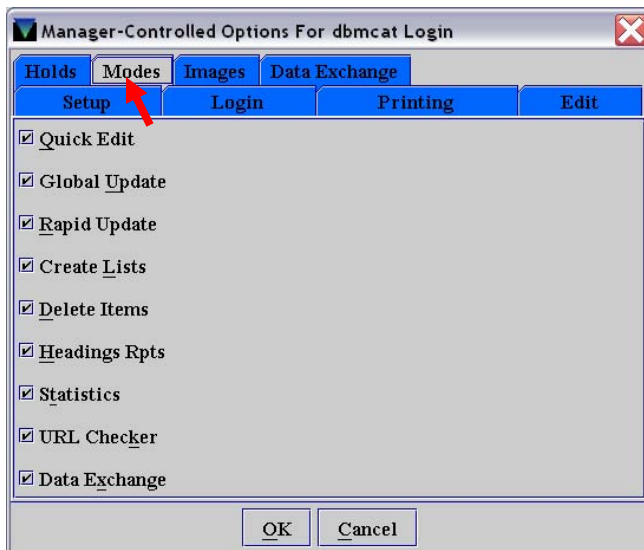 Manager-Controlled Options For dbmcat Login
Holds Modes Images Data Exchange
Setup Login Printing Edit
Quick Edit
Global Update
Rapid Update
Create Lists
Delete Items
Headings Rpts
Statistics
URL Checker
Data Exchange
OK Cancel